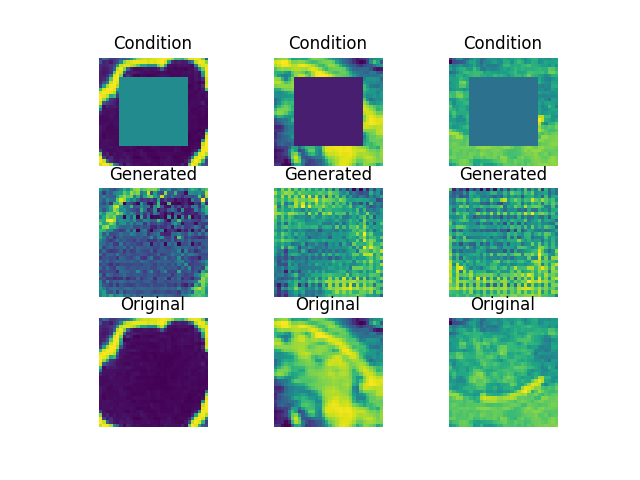 Condition Condition Condition
Generated Generated Generated
Original Original Original